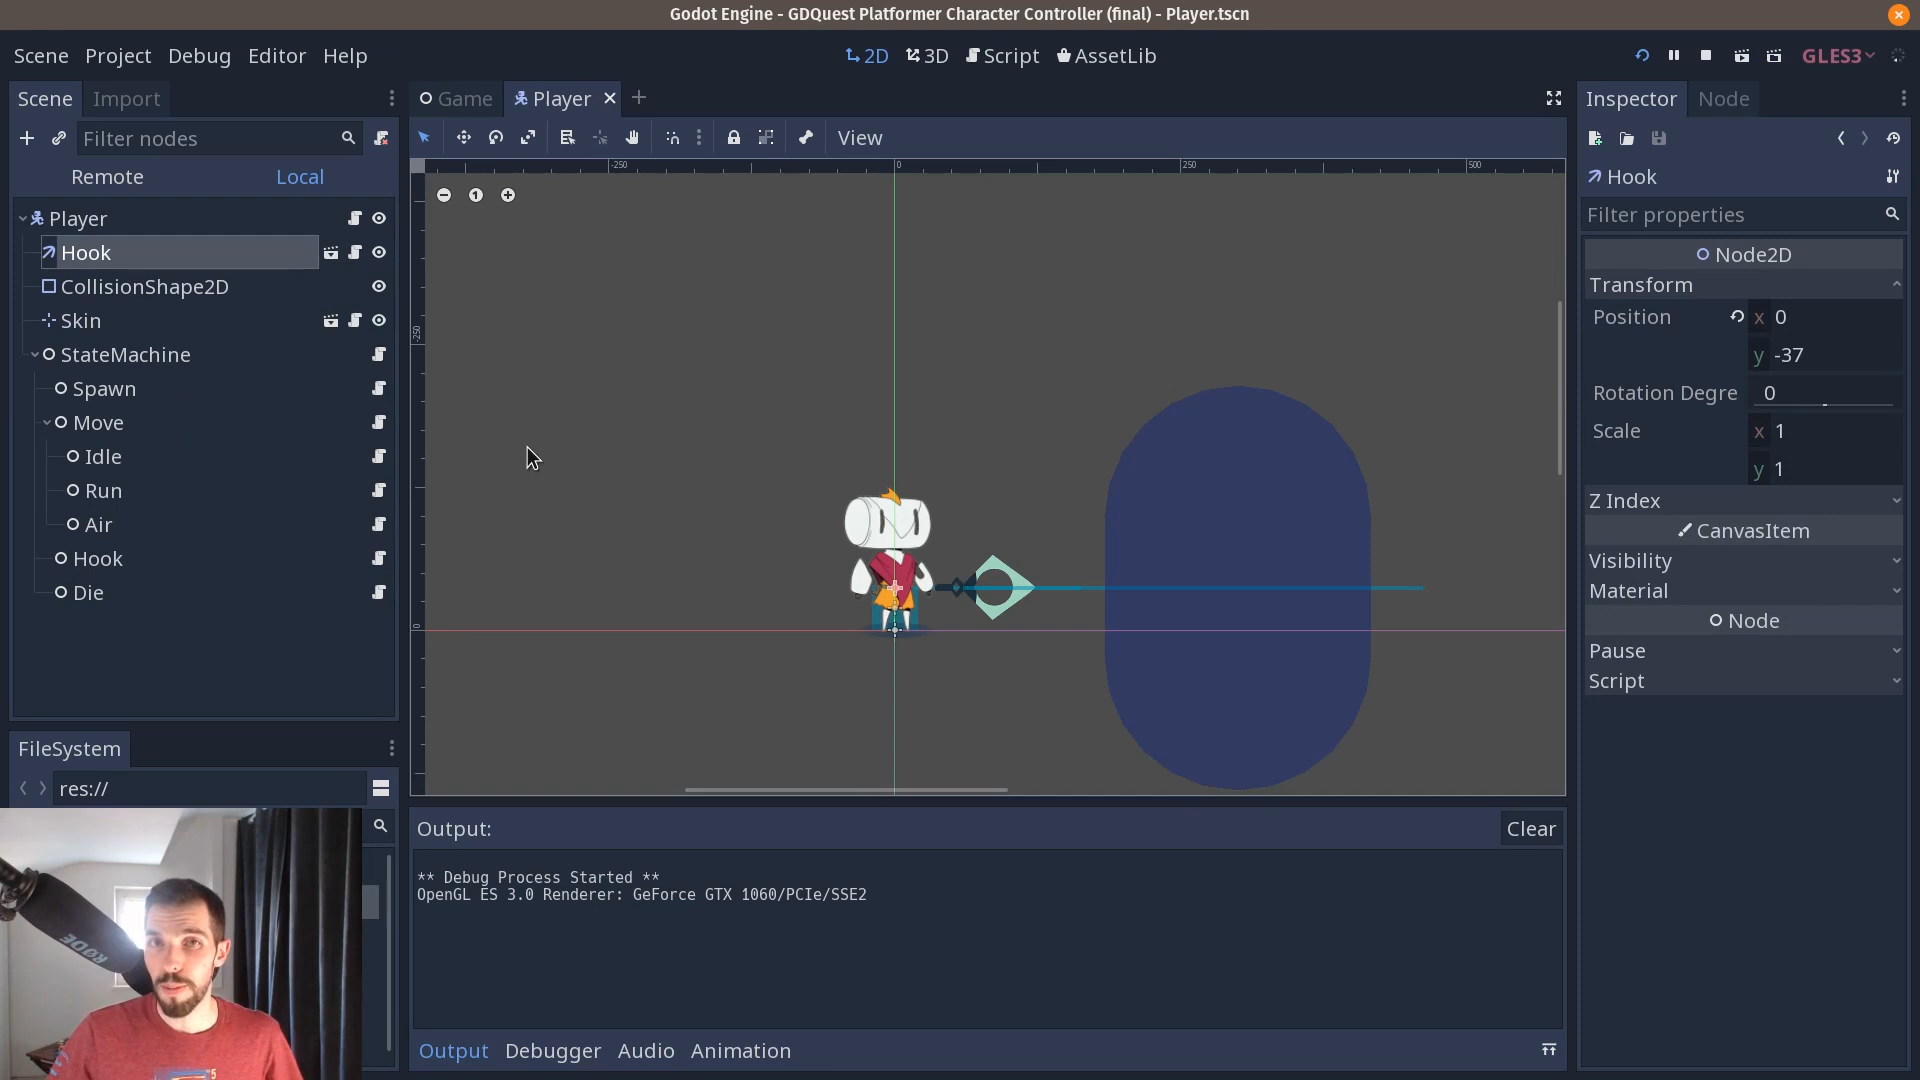 Godot Engine - GDQuest Platformer Character Controller (final) - Player.tscn
Scene Project Debug Editor Help
2D 3D Script AssetLib
GLES3
Scene Import
Filter nodes
Remote Local
Player
Hook
CollisionShape2D
Skin
StateMachine
Spawn
Move
Idle
Run
Air
Hook
Die
FileSystem
res://
Game Player
View
-250 0 250 500
-250
0
1
Output:
Clear
** Debug Process Started **
OpenGL ES 3.0 Renderer: GeForce GTX 1060/PCIe/SSE2
Output Debugger Audio Animation
Inspector Node
Hook
Filter properties
Node2D
Transform
Position x 0
y -37
Rotation Degre 0
Scale x 1
y 1
Z Index
CanvasItem
Visibility
Material
Node
Pause
Script
RØDE